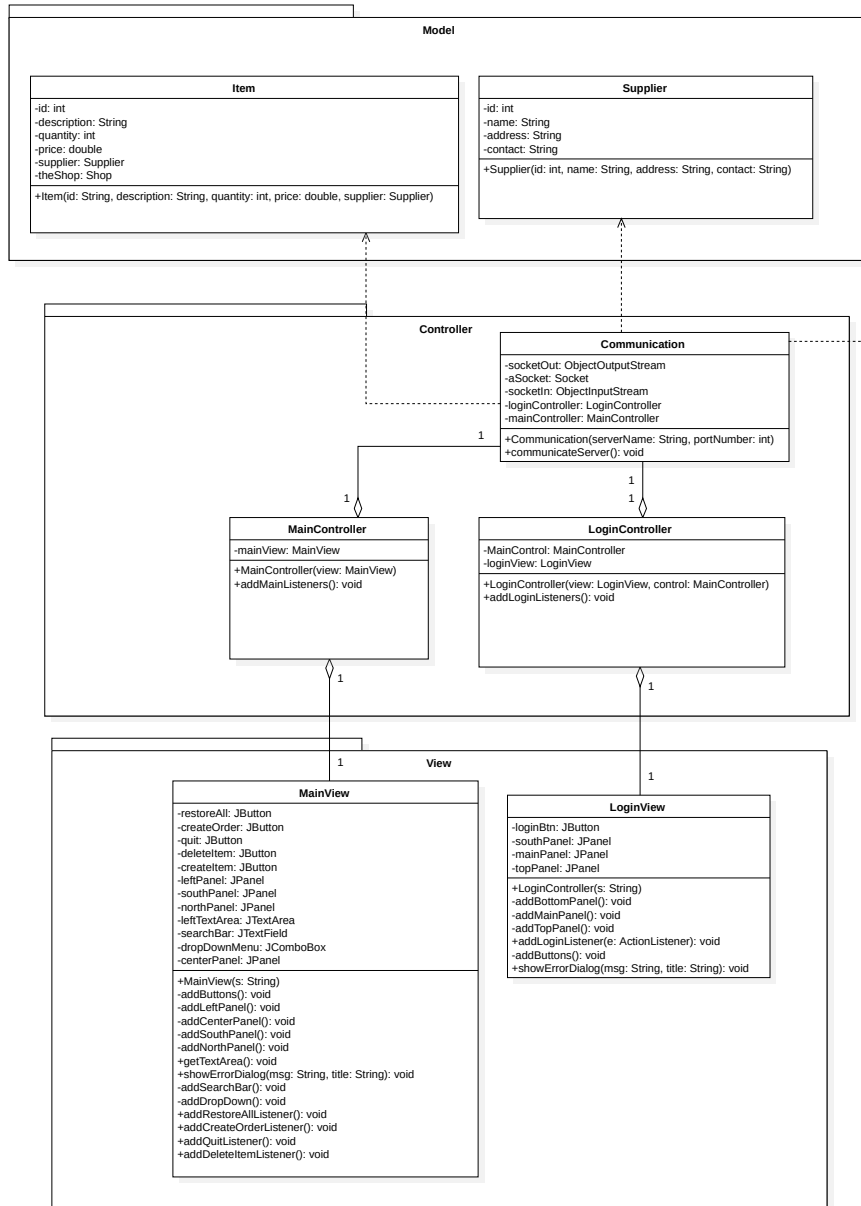 Model
Item
-id: int
-description: String
-quantity: int
-price: double
-supplier: Supplier
-theShop: Shop
+Item(id: String, description: String, quantity: int, price: double, supplier: Supplier)
Supplier
-id: int
-name: String
-address: String
-contact: String
+Supplier(id: int, name: String, address: String, contact: String)
Controller
Communication
-socketOut: ObjectOutputStream
-aSocket: Socket
-socketIn: ObjectInputStream
-loginController: LoginController
-mainController: MainController
+Communication(serverName: String, portNumber: int)
+communicateServer(): void
1
1
1
1
MainController
-mainView: MainView
+MainController(view: MainView)
+addMainListeners(): void
LoginController
-MainControl: MainController
-loginView: LoginView
+LoginController(view: LoginView, control: MainController)
+addLoginListeners(): void
1
1
View
1
1
MainView
-restoreAll: JButton
-createOrder: JButton
-quit: JButton
-deleteItem: JButton
-createItem: JButton
-leftPanel: JPanel
-southPanel: JPanel
-northPanel: JPanel
-leftTextArea: JTextArea
-searchBar: JTextField
-dropDownMenu: JComboBox
-centerPanel: JPanel
+MainView(s: String)
-addButtons(): void
-addLeftPanel(): void
-addCenterPanel(): void
-addSouthPanel(): void
-addNorthPanel(): void
+getTextArea(): void
+showErrorDialog(msg: String, title: String): void
-addSearchBar(): void
-addDropDown(): void
+addRestoreAllListener(): void
+addCreateOrderListener(): void
+addQuitListener(): void
+addDeleteItemListener(): void
LoginView
-loginBtn: JButton
-southPanel: JPanel
-mainPanel: JPanel
-topPanel: JPanel
+LoginController(s: String)
-addBottomPanel(): void
-addMainPanel(): void
-addTopPanel(): void
+addLoginListener(e: ActionListener): void
-addButtons(): void
+showErrorDialog(msg: String, title: String): void